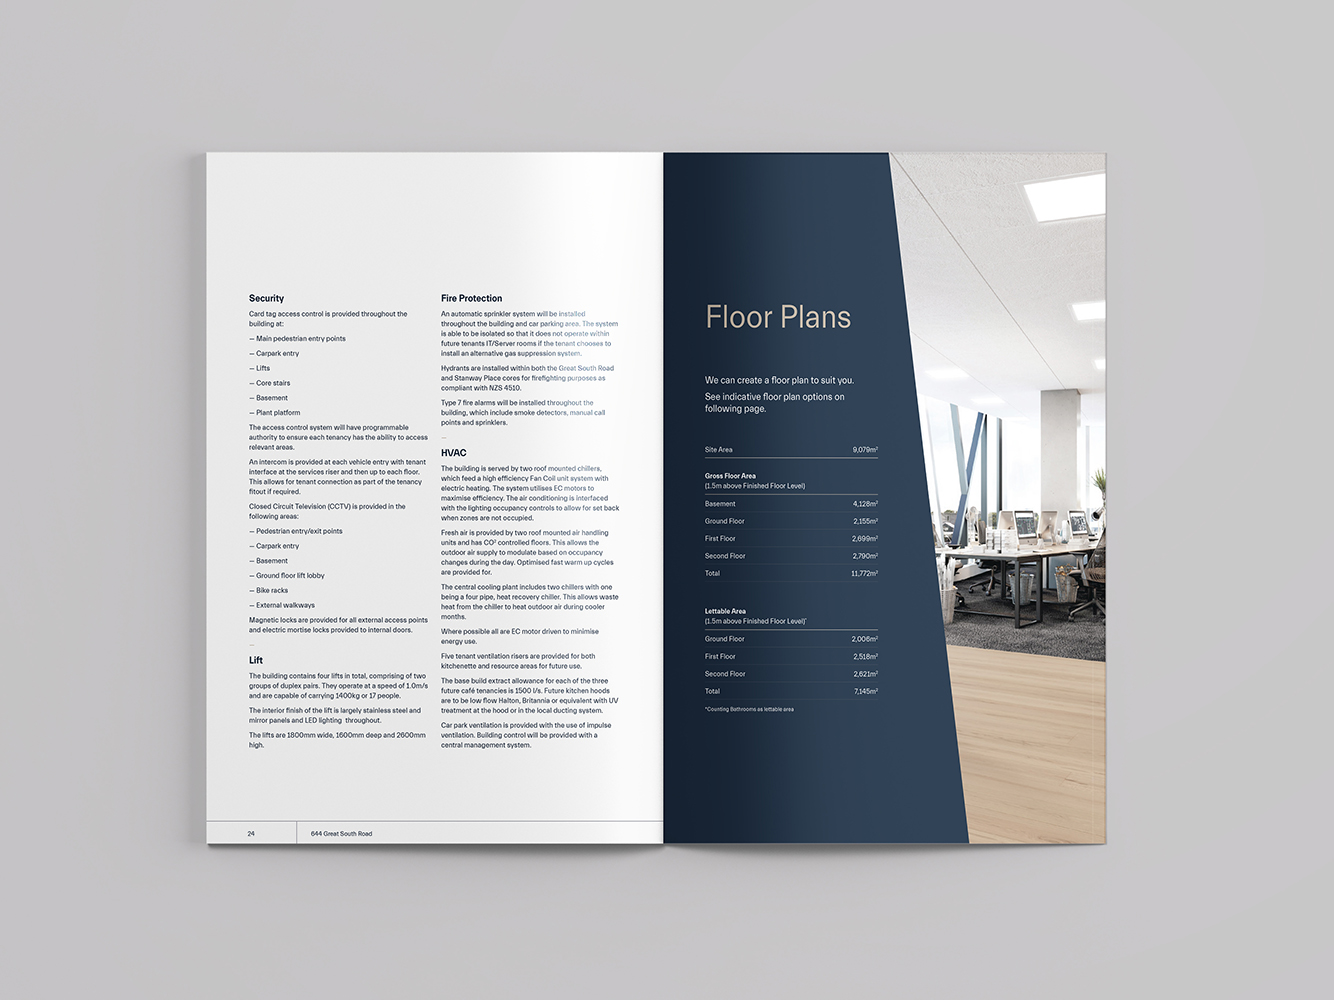 Security
Card tag access control is provided throughout the
building at:
— Main pedestrian entry points
— Carpark entry
— Lifts
— Core stairs
— Basement
— Plant platform
The access control system will have programmable
authority to ensure each tenancy has the ability to access
relevant areas.
An intercom is provided at each vehicle entry with tenant
interface at the services riser and then up to each floor.
This allows for tenant connection as part of the tenancy
fitout if required.
Closed Circuit Television (CCTV) is provided in the
following areas:
— Pedestrian entry/exit points
— Carpark entry
— Basement
— Ground floor lift lobby
— Bike racks
— External walkways
Magnetic locks are provided for all external access points
and electric mortise locks provided to internal doors.
—
Lift
The building contains four lifts in total, comprising of two
groups of duplex pairs. They operate at a speed of 1.0m/s
and are capable of carrying 1400kg or 17 people.
The interior finish of the lift is largely stainless steel and
mirror panels and LED lighting throughout.
The lifts are 1800mm wide, 1600mm deep and 2600mm
high.
Fire Protection
An automatic sprinkler system will be installed
throughout the building and car parking area. The system
is able to be isolated so that it does not operate within
future tenants IT/Server rooms if the tenant chooses to
install an alternative gas suppression system.
Hydrants are installed within both the Great South Road
and Stanway Place cores for firefighting purposes as
compliant with NZS 4510.
Type 7 fire alarms will be installed throughout the
building, which include smoke detectors, manual call
points and sprinklers.
—
HVAC
The building is served by two roof mounted chillers,
which feed a high efficiency Fan Coil unit system with
electric heating. The system utilises EC motors to
maximise efficiency. The air conditioning is interfaced
with the lighting occupancy controls to allow for set back
when zones are not occupied.
Fresh air is provided by two roof mounted air handling
units and has CO² controlled floors. This allows the
outdoor air supply to modulate based on occupancy
changes during the day. Optimised fast warm up cycles
are provided for.
The central cooling plant includes two chillers with one
being a four pipe, heat recovery chiller. This allows waste
heat from the chiller to heat outdoor air during cooler
months.
Where possible all are EC motor driven to minimise
energy use.
Five tenant ventilation risers are provided for both
kitchenette and resource areas for future use.
The base build extract allowance for each of the three
future café tenancies is 1500 l/s. Future kitchen hoods
are to be low flow Halton, Britannia or equivalent with UV
treatment at the hood or in the local ducting system.
Car park ventilation is provided with the use of impulse
ventilation. Building control will be provided with a
central management system.
24 644 Great South Road
Floor Plans
We can create a floor plan to suit you.
See indicative floor plan options on
following page.
Site Area 9,079m²
Gross Floor Area
(1.5m above Finished Floor Level)
Basement 4,128m²
Ground Floor 2,155m²
First Floor 2,699m²
Second Floor 2,790m²
Total 11,772m²
Lettable Area
(1.5m above Finished Floor Level)*
Ground Floor 2,006m²
First Floor 2,518m²
Second Floor 2,621m²
Total 7,145m²
*Counting Bathrooms as lettable area